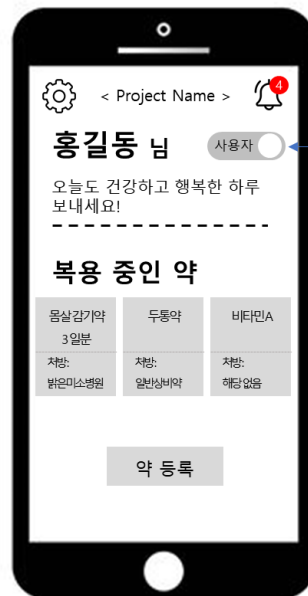 4
< Project Name >
홍길동 님
사용자
오늘도 건강하고 행복한 하루
보내세요!
복용 중인 약
몸살감기약
3일분
처방:
밝은미소병원
두통약
처방:
일반상비약
비타민A
처방:
해당없음
약 등록